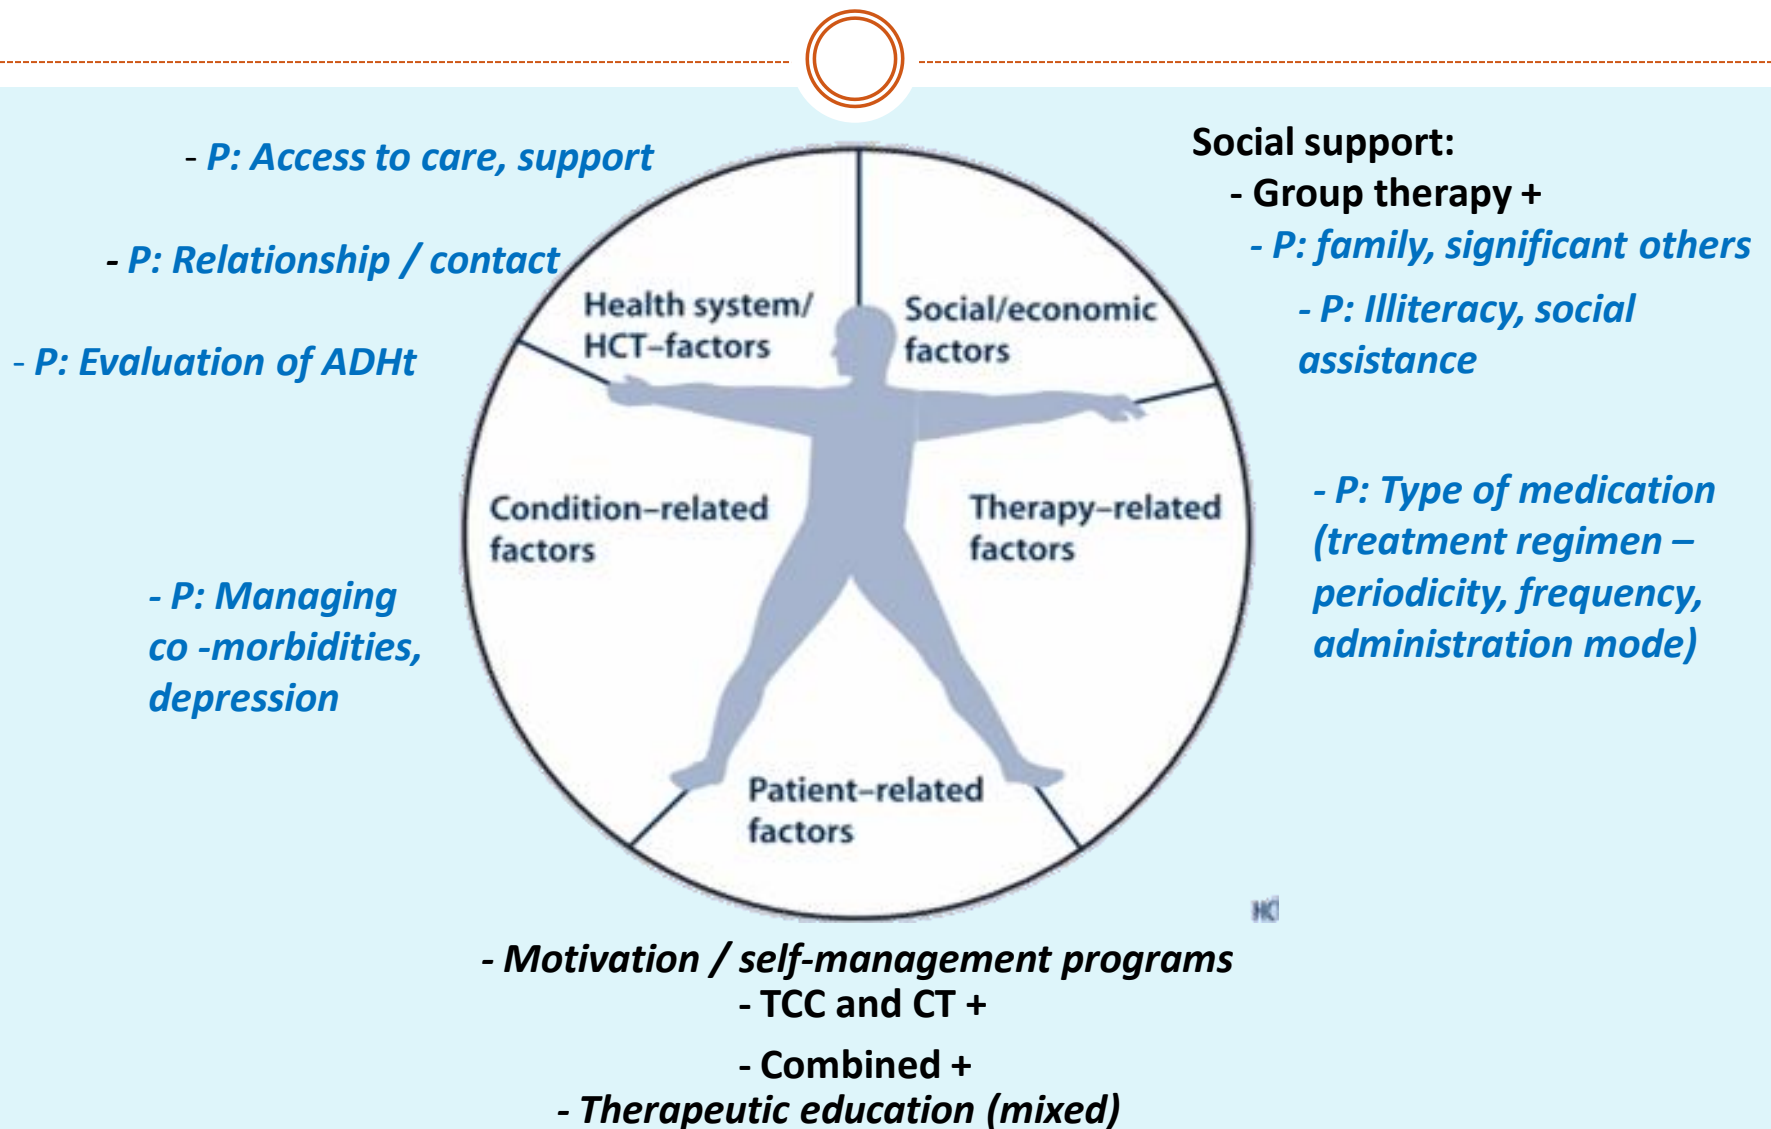 - P: Access to care, support
- P: Relationship / contact
- P: Evaluation of ADHt
- P: Managing
co -morbidities,
depression
Health system/
HCT–factors
Social/economic
factors
Condition–related
factors
Therapy–related
factors
Patient–related
factors
Social support:
- Group therapy +
- P: family, significant others
- P: Illiteracy, social
assistance
- P: Type of medication
(treatment regimen –
periodicity, frequency,
administration mode)
- Motivation / self-management programs
- TCC and CT +
- Combined +
- Therapeutic education (mixed)